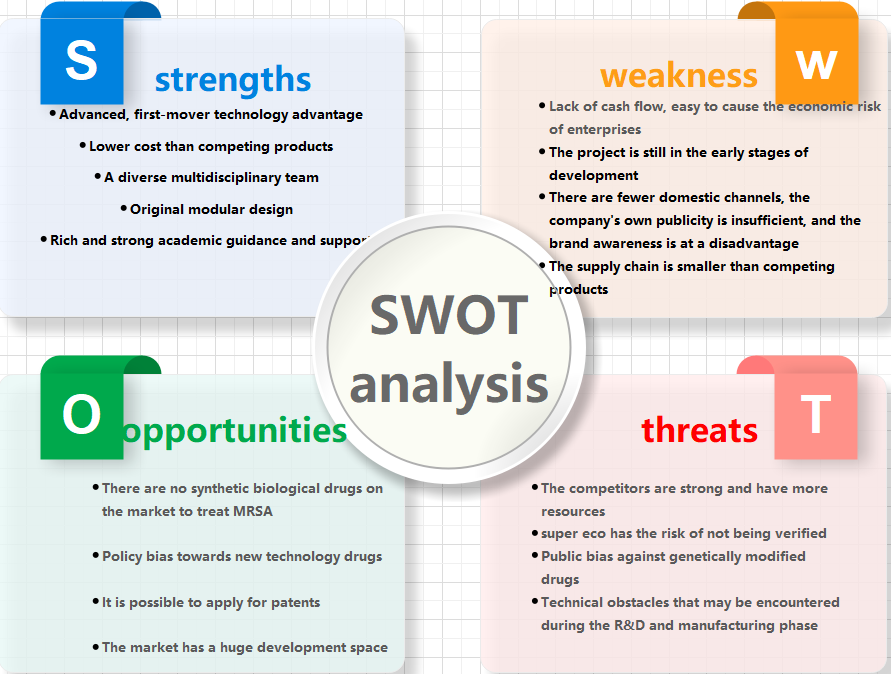 S
strengths
• Advanced, first-mover technology advantage
• Lower cost than competing products
• A diverse multidisciplinary team
• Original modular design
• Rich and strong academic guidance and support
w
weakness
• Lack of cash flow, easy to cause the economic risk
of enterprises
• The project is still in the early stages of
development
• There are fewer domestic channels, the
company's own publicity is insufficient, and the
brand awareness is at a disadvantage
• The supply chain is smaller than competing
products
SWOT
analysis
O
opportunities
• There are no synthetic biological drugs on
the market to treat MRSA
• Policy bias towards new technology drugs
• It is possible to apply for patents
• The market has a huge development space
T
threats
• The competitors are strong and have more
resources
• super eco has the risk of not being verified
• Public bias against genetically modified
drugs
• Technical obstacles that may be encountered
during the R&D and manufacturing phase